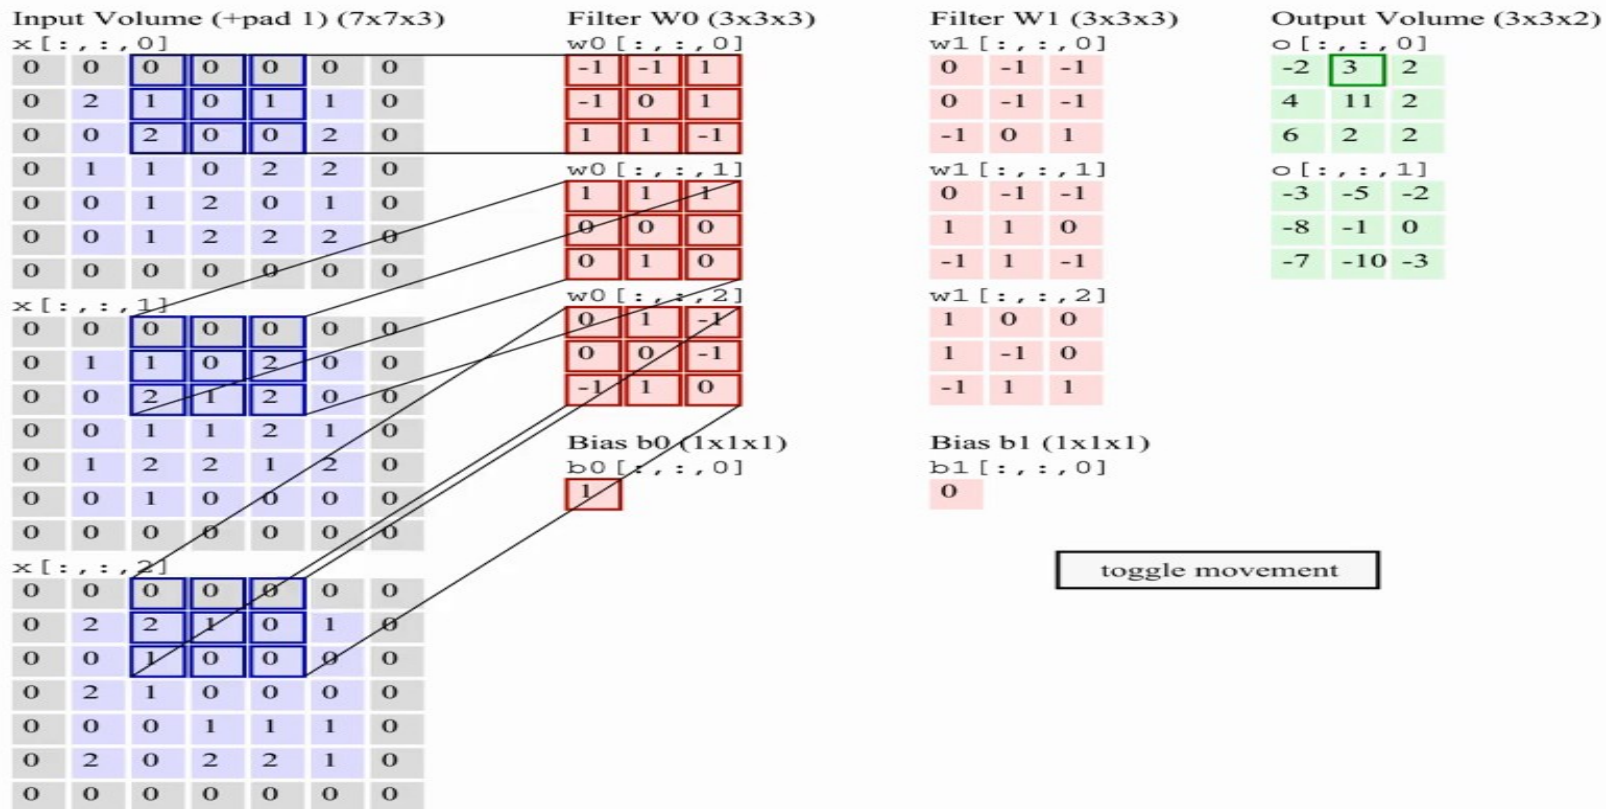 Input Volume (+pad 1) (7x7x3)
x[:,:,0]
0 0 0 0 0 0 0
0 2 1 0 1 1 0
0 0 2 0 0 2 0
0 1 1 0 2 2 0
0 0 1 2 0 1 0
0 0 1 2 2 2 0
0 0 0 0 0 0 0
x[:,:,1]
0 0 0 0 0 0 0
0 1 1 0 2 0 0
0 0 2 1 2 0 0
0 0 1 1 2 1 0
0 1 2 2 1 2 0
0 0 1 0 0 0 0
0 0 0 0 0 0 0
x[:,:,2]
0 0 0 0 0 0 0
0 2 2 1 0 1 0
0 0 1 0 0 0 0
0 2 1 0 0 0 0
0 0 0 1 1 1 0
0 2 0 2 2 1 0
0 0 0 0 0 0 0
Filter W0 (3x3x3)
w0[:,:,0]
-1 -1 1
-1 0 1
1 1 -1
w0[:,:,1]
1 1 1
0 0 0
0 1 0
w0[:,:,2]
0 1 -1
0 0 -1
-1 1 0
Bias b0 (1x1x1)
b0[:,:,0]
1
Filter W1 (3x3x3)
w1[:,:,0]
0 -1 -1
0 -1 -1
-1 0 1
w1[:,:,1]
0 -1 -1
1 1 0
-1 1 -1
w1[:,:,2]
1 0 0
1 -1 0
-1 1 1
Bias b1 (1x1x1)
b1[:,:,0]
0
Output Volume (3x3x2)
o[:,:,0]
-2 3 2
4 11 2
6 2 2
o[:,:,1]
-3 -5 -2
-8 -1 0
-7 -10 -3
toggle movement